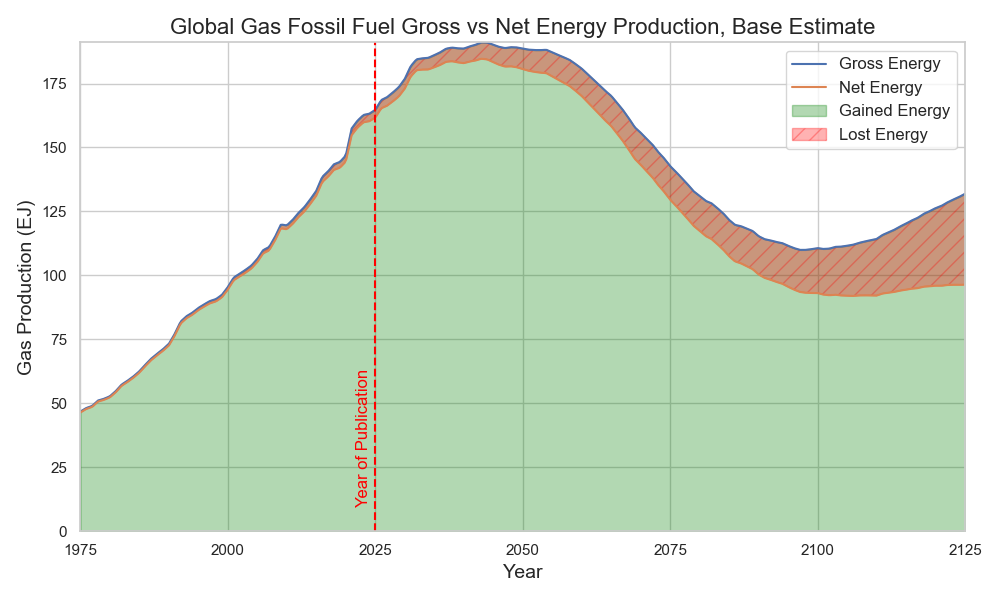 Global Gas Fossil Fuel Gross vs Net Energy Production, Base Estimate
Gross Energy
Net Energy
Gained Energy
Lost Energy
Gas Production (EJ)
175
150
125
100
75
50
25
0
Year of Publication
1975
2000
2025
2050
2075
2100
2125
Year